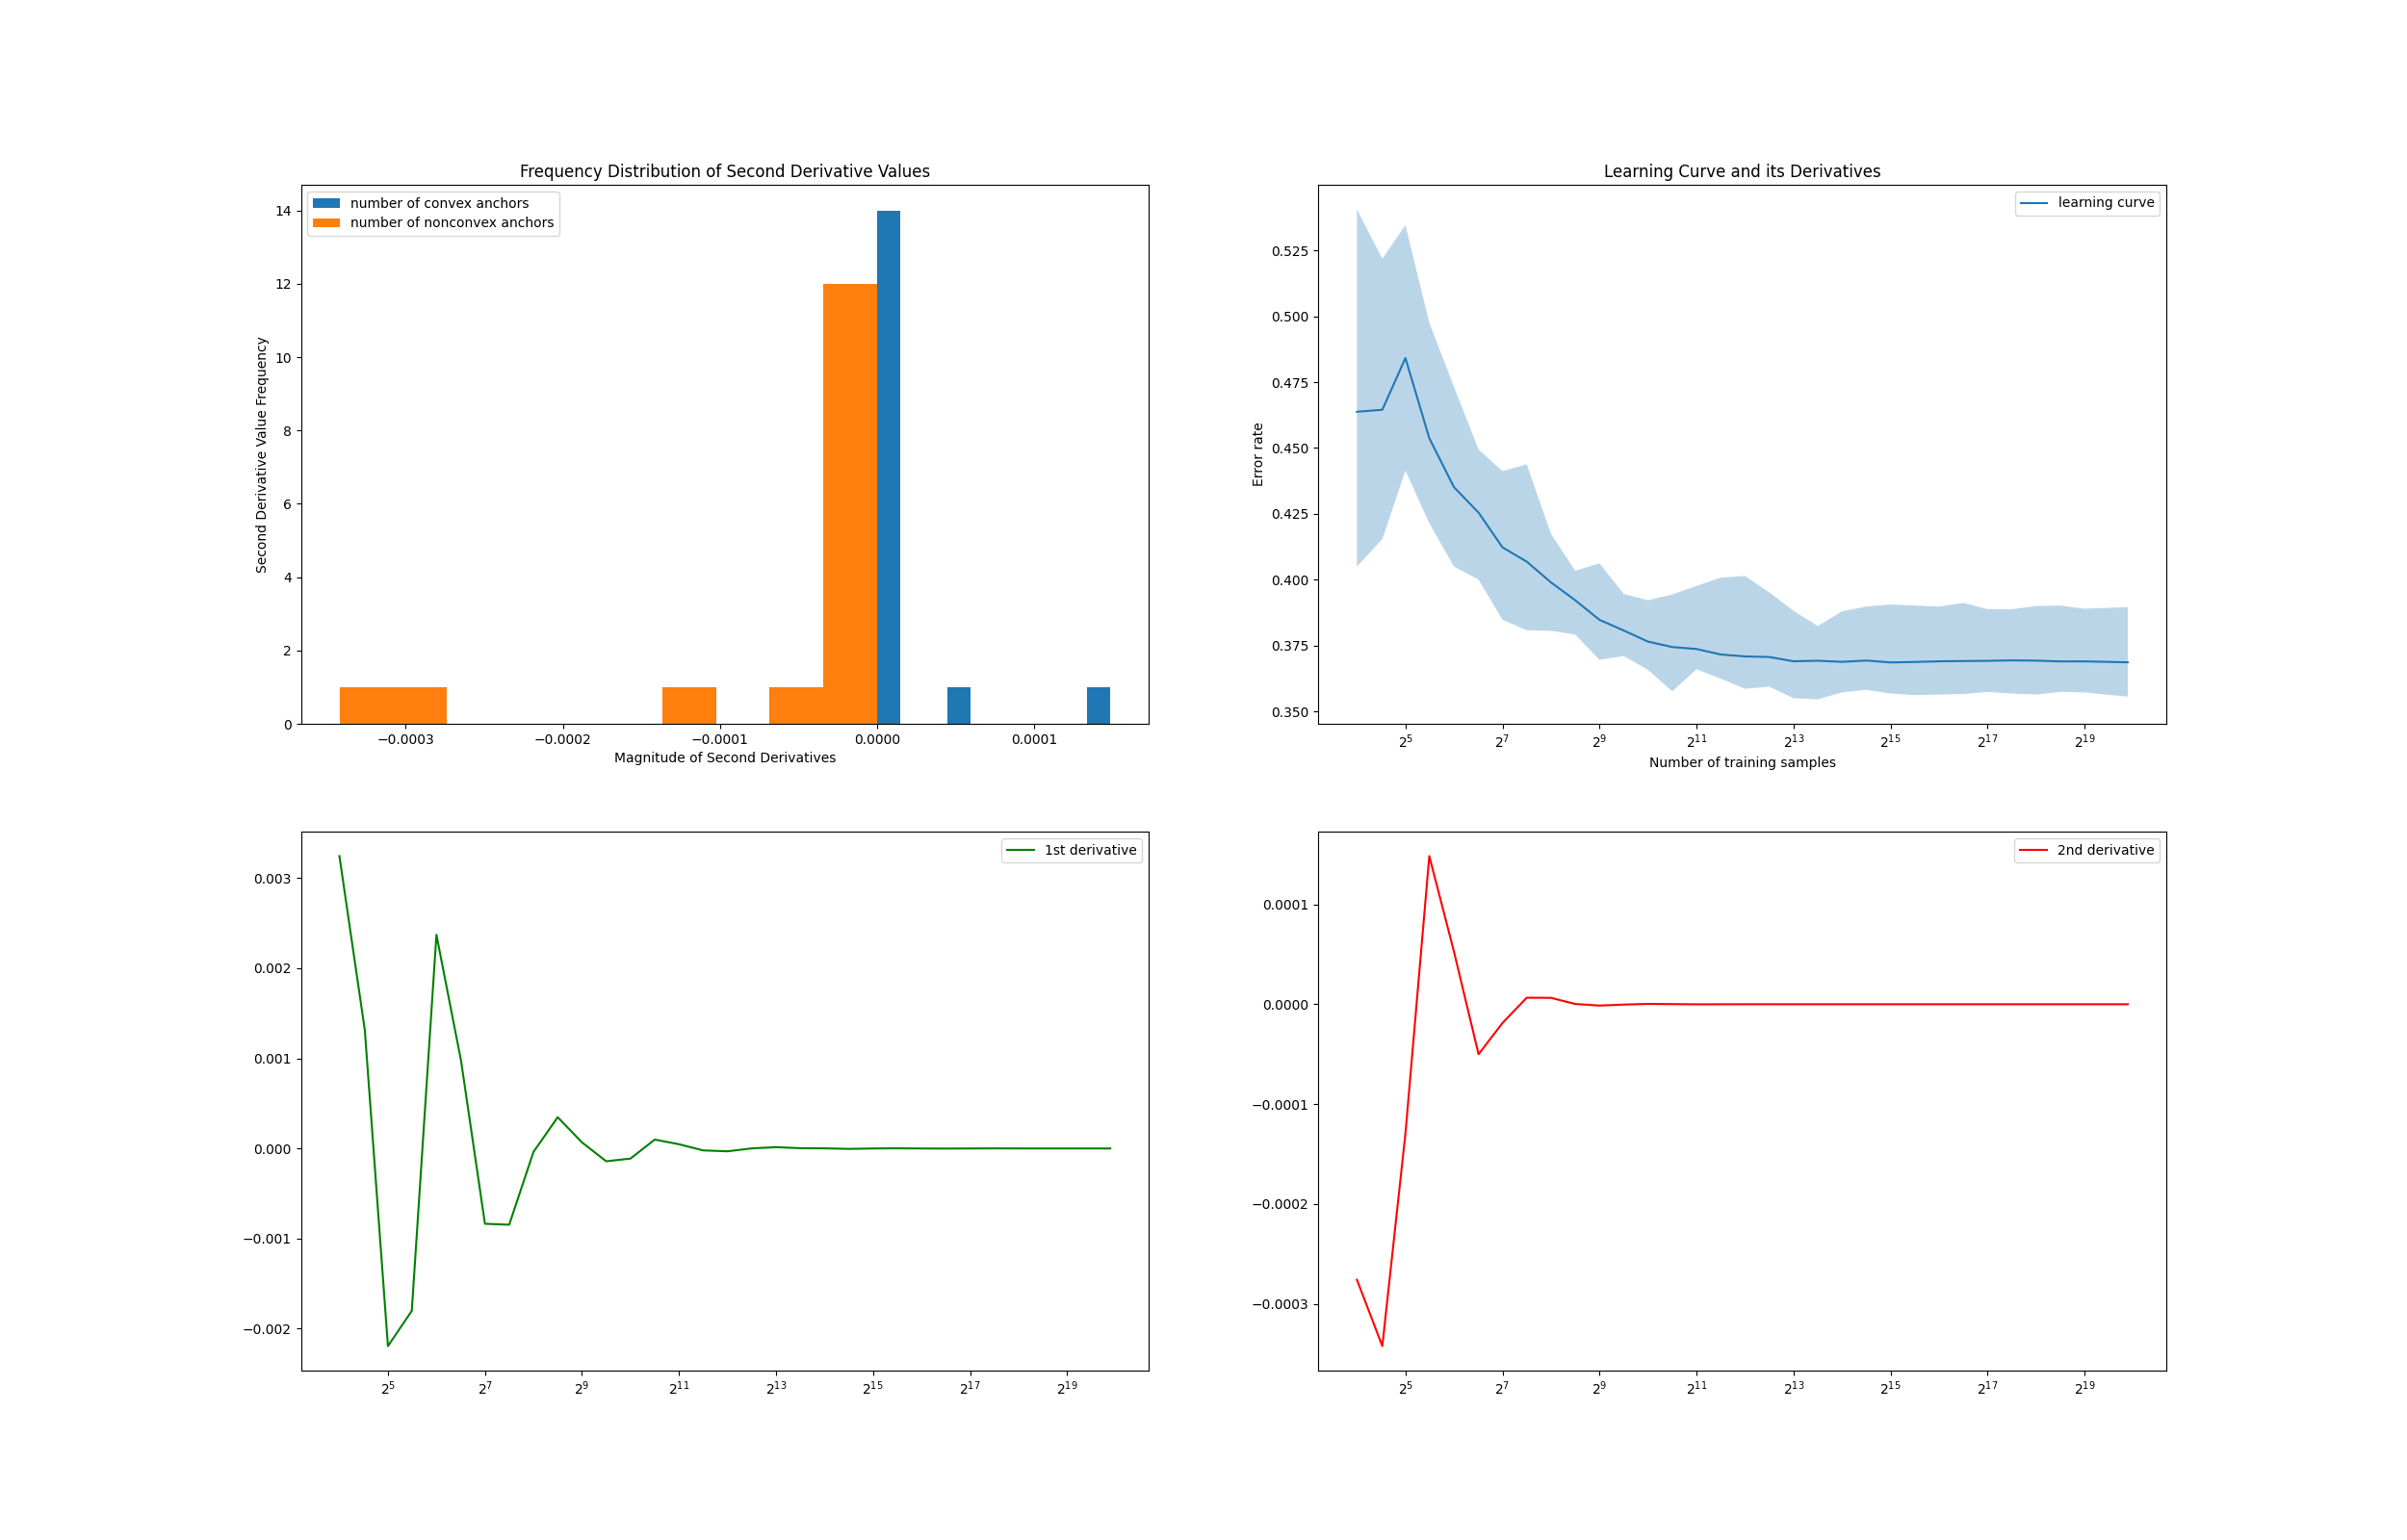 Frequency Distribution of Second Derivative Values
number of convex anchors
number of nonconvex anchors
14
12
10
8
6
4
2
0
Second Derivative Value Frequency
−0.0003 −0.0002 −0.0001 0.0000 0.0001
Magnitude of Second Derivatives
Learning Curve and its Derivatives
learning curve
0.525
0.500
0.475
0.450
0.425
0.400
0.375
0.350
Error rate
2^5 2^7 2^9 2^11 2^13 2^15 2^17 2^19
Number of training samples
1st derivative
0.003
0.002
0.001
0.000
−0.001
−0.002
2^5 2^7 2^9 2^11 2^13 2^15 2^17 2^19
2nd derivative
0.0001
0.0000
−0.0001
−0.0002
−0.0003
2^5 2^7 2^9 2^11 2^13 2^15 2^17 2^19